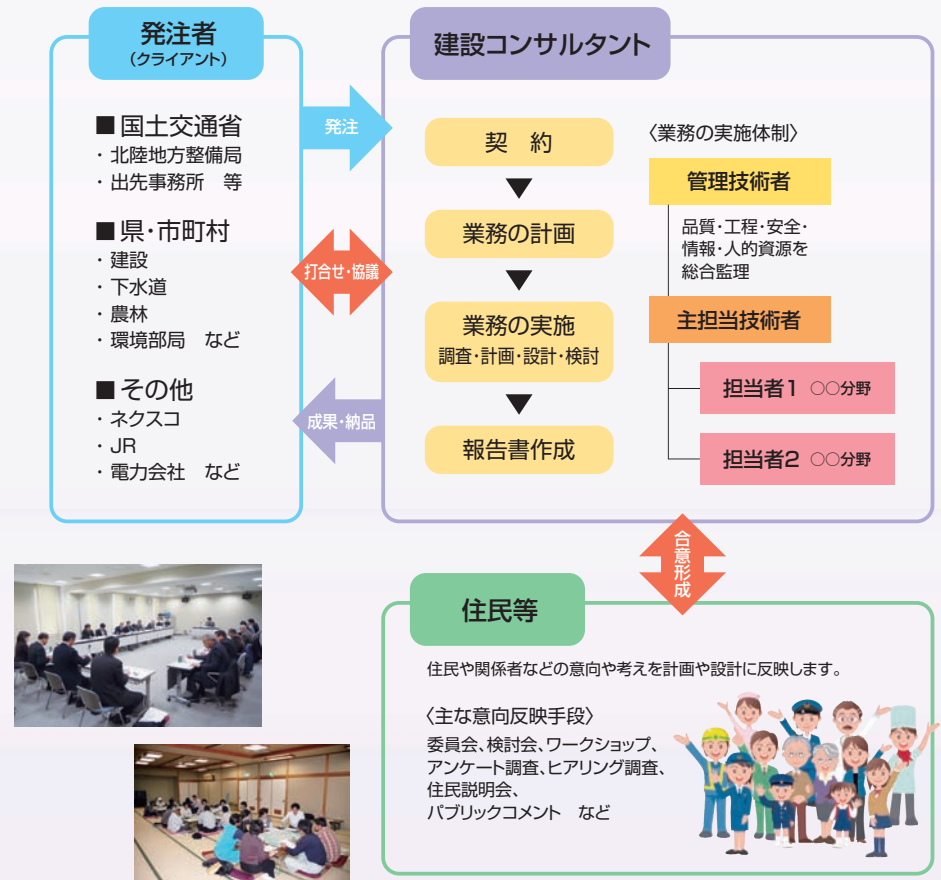 発注者
（クライアント）
■国土交通省
・北陸地方整備局
・出先事務所　等
■県・市町村
・建設
・下水道
・農林
・環境部局　など
■その他
・ネクスコ
・JR
・電力会社　など
発注
打合せ・協議
成果・納品
建設コンサルタント
契　約
▼
業務の計画
▼
業務の実施
調査・計画・設計・検討
▼
報告書作成
〈業務の実施体制〉
管理技術者
品質・工程・安全・
情報・人的資源を
総合監理
主担当技術者
担当者1 ○○分野
担当者2 ○○分野
合意形成
住民等
住民や関係者などの意向や考えを計画や設計に反映します。
〈主な意向反映手段〉
委員会、検討会、ワークショップ、
アンケート調査、ヒアリング調査、
住民説明会、
パブリックコメント　など